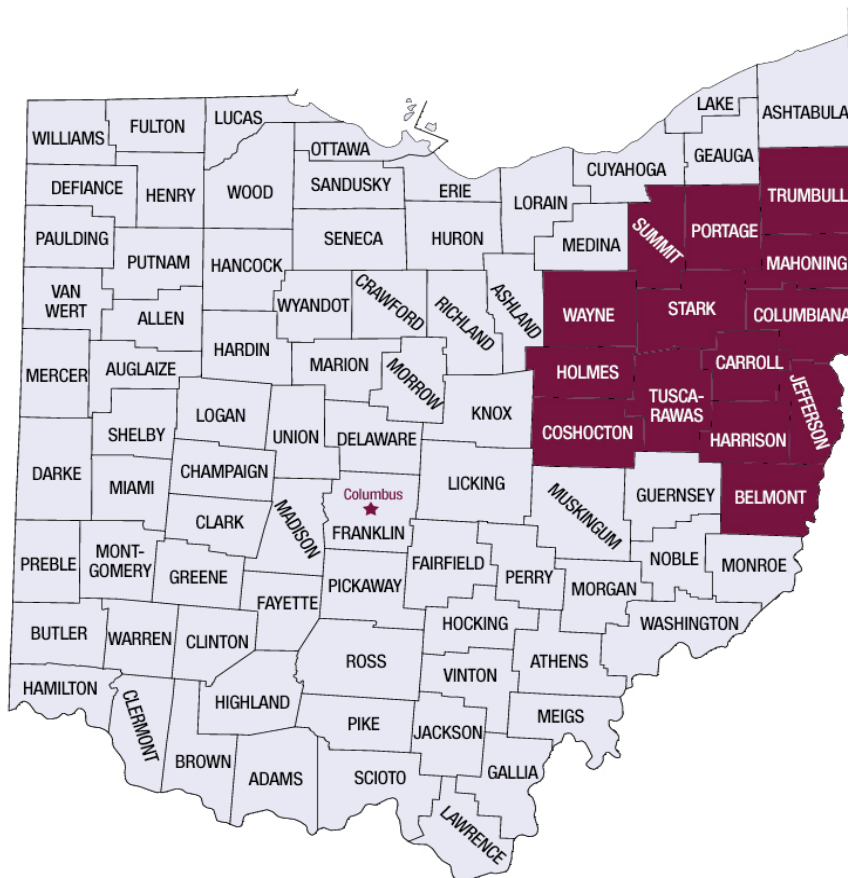 LAKE
ASHTABULA
LUCAS
FULTON
WILLIAMS
OTTAWA
GEAUGA
CUYAHOGA
DEFIANCE
HENRY
WOOD
SANDUSKY
ERIE
LORAIN
TRUMBULL
PAULDING
SENECA
HURON
MEDINA
SUMMIT
PORTAGE
PUTNAM
HANCOCK
MAHONING
VAN
WERT
ALLEN
WYANDOT
CRAWFORD
RICHLAND
ASHLAND
WAYNE
STARK
COLUMBIANA
MERCER
AUGLAIZE
HARDIN
MARION
MORROW
HOLMES
CARROLL
JEFFERSON
LOGAN
UNION
KNOX
TUSCA-
RAWAS
SHELBY
DELAWARE
COSHOCTON
HARRISON
DARKE
MIAMI
CHAMPAIGN
LICKING
MUSKINGUM
GUERNSEY
BELMONT
Columbus
CLARK
MADISON
FRANKLIN
PREBLE
MONT-
GOMERY
GREENE
FAYETTE
PICKAWAY
FAIRFIELD
PERRY
MORGAN
NOBLE
MONROE
BUTLER
WARREN
CLINTON
ROSS
HOCKING
ATHENS
WASHINGTON
HAMILTON
CLERMONT
HIGHLAND
VINTON
PIKE
JACKSON
MEIGS
BROWN
ADAMS
SCIOTO
GALLIA
LAWRENCE